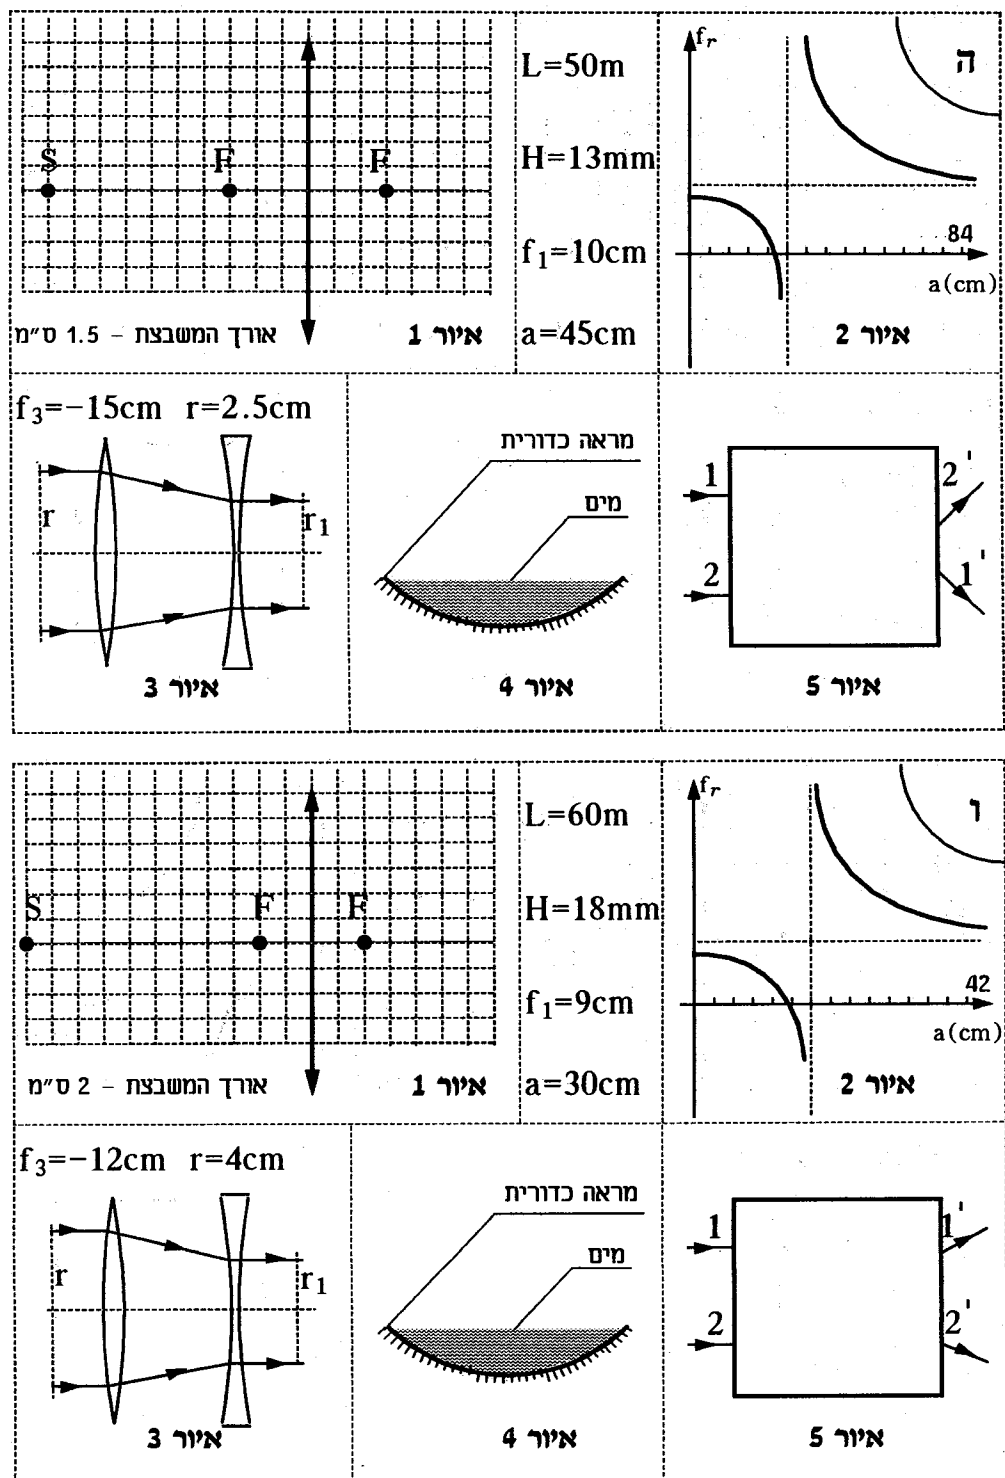 S F F
אורך המשבצת – 1.5 ס״מ
איור 1
L=50m
H=13mm
f1=10cm
a=45cm
fr
ה
84
a(cm)
איור 2
f3=−15cm r=2.5cm
r
r1
איור 3
מראה כדורית
מים
איור 4
1
2
2'
1'
איור 5
S F F
אורך המשבצת – 2 ס״מ
איור 1
L=60m
H=18mm
f1=9cm
a=30cm
fr
ו
42
a(cm)
איור 2
f3=−12cm r=4cm
r
r1
איור 3
מראה כדורית
מים
איור 4
1
2
1'
2'
איור 5